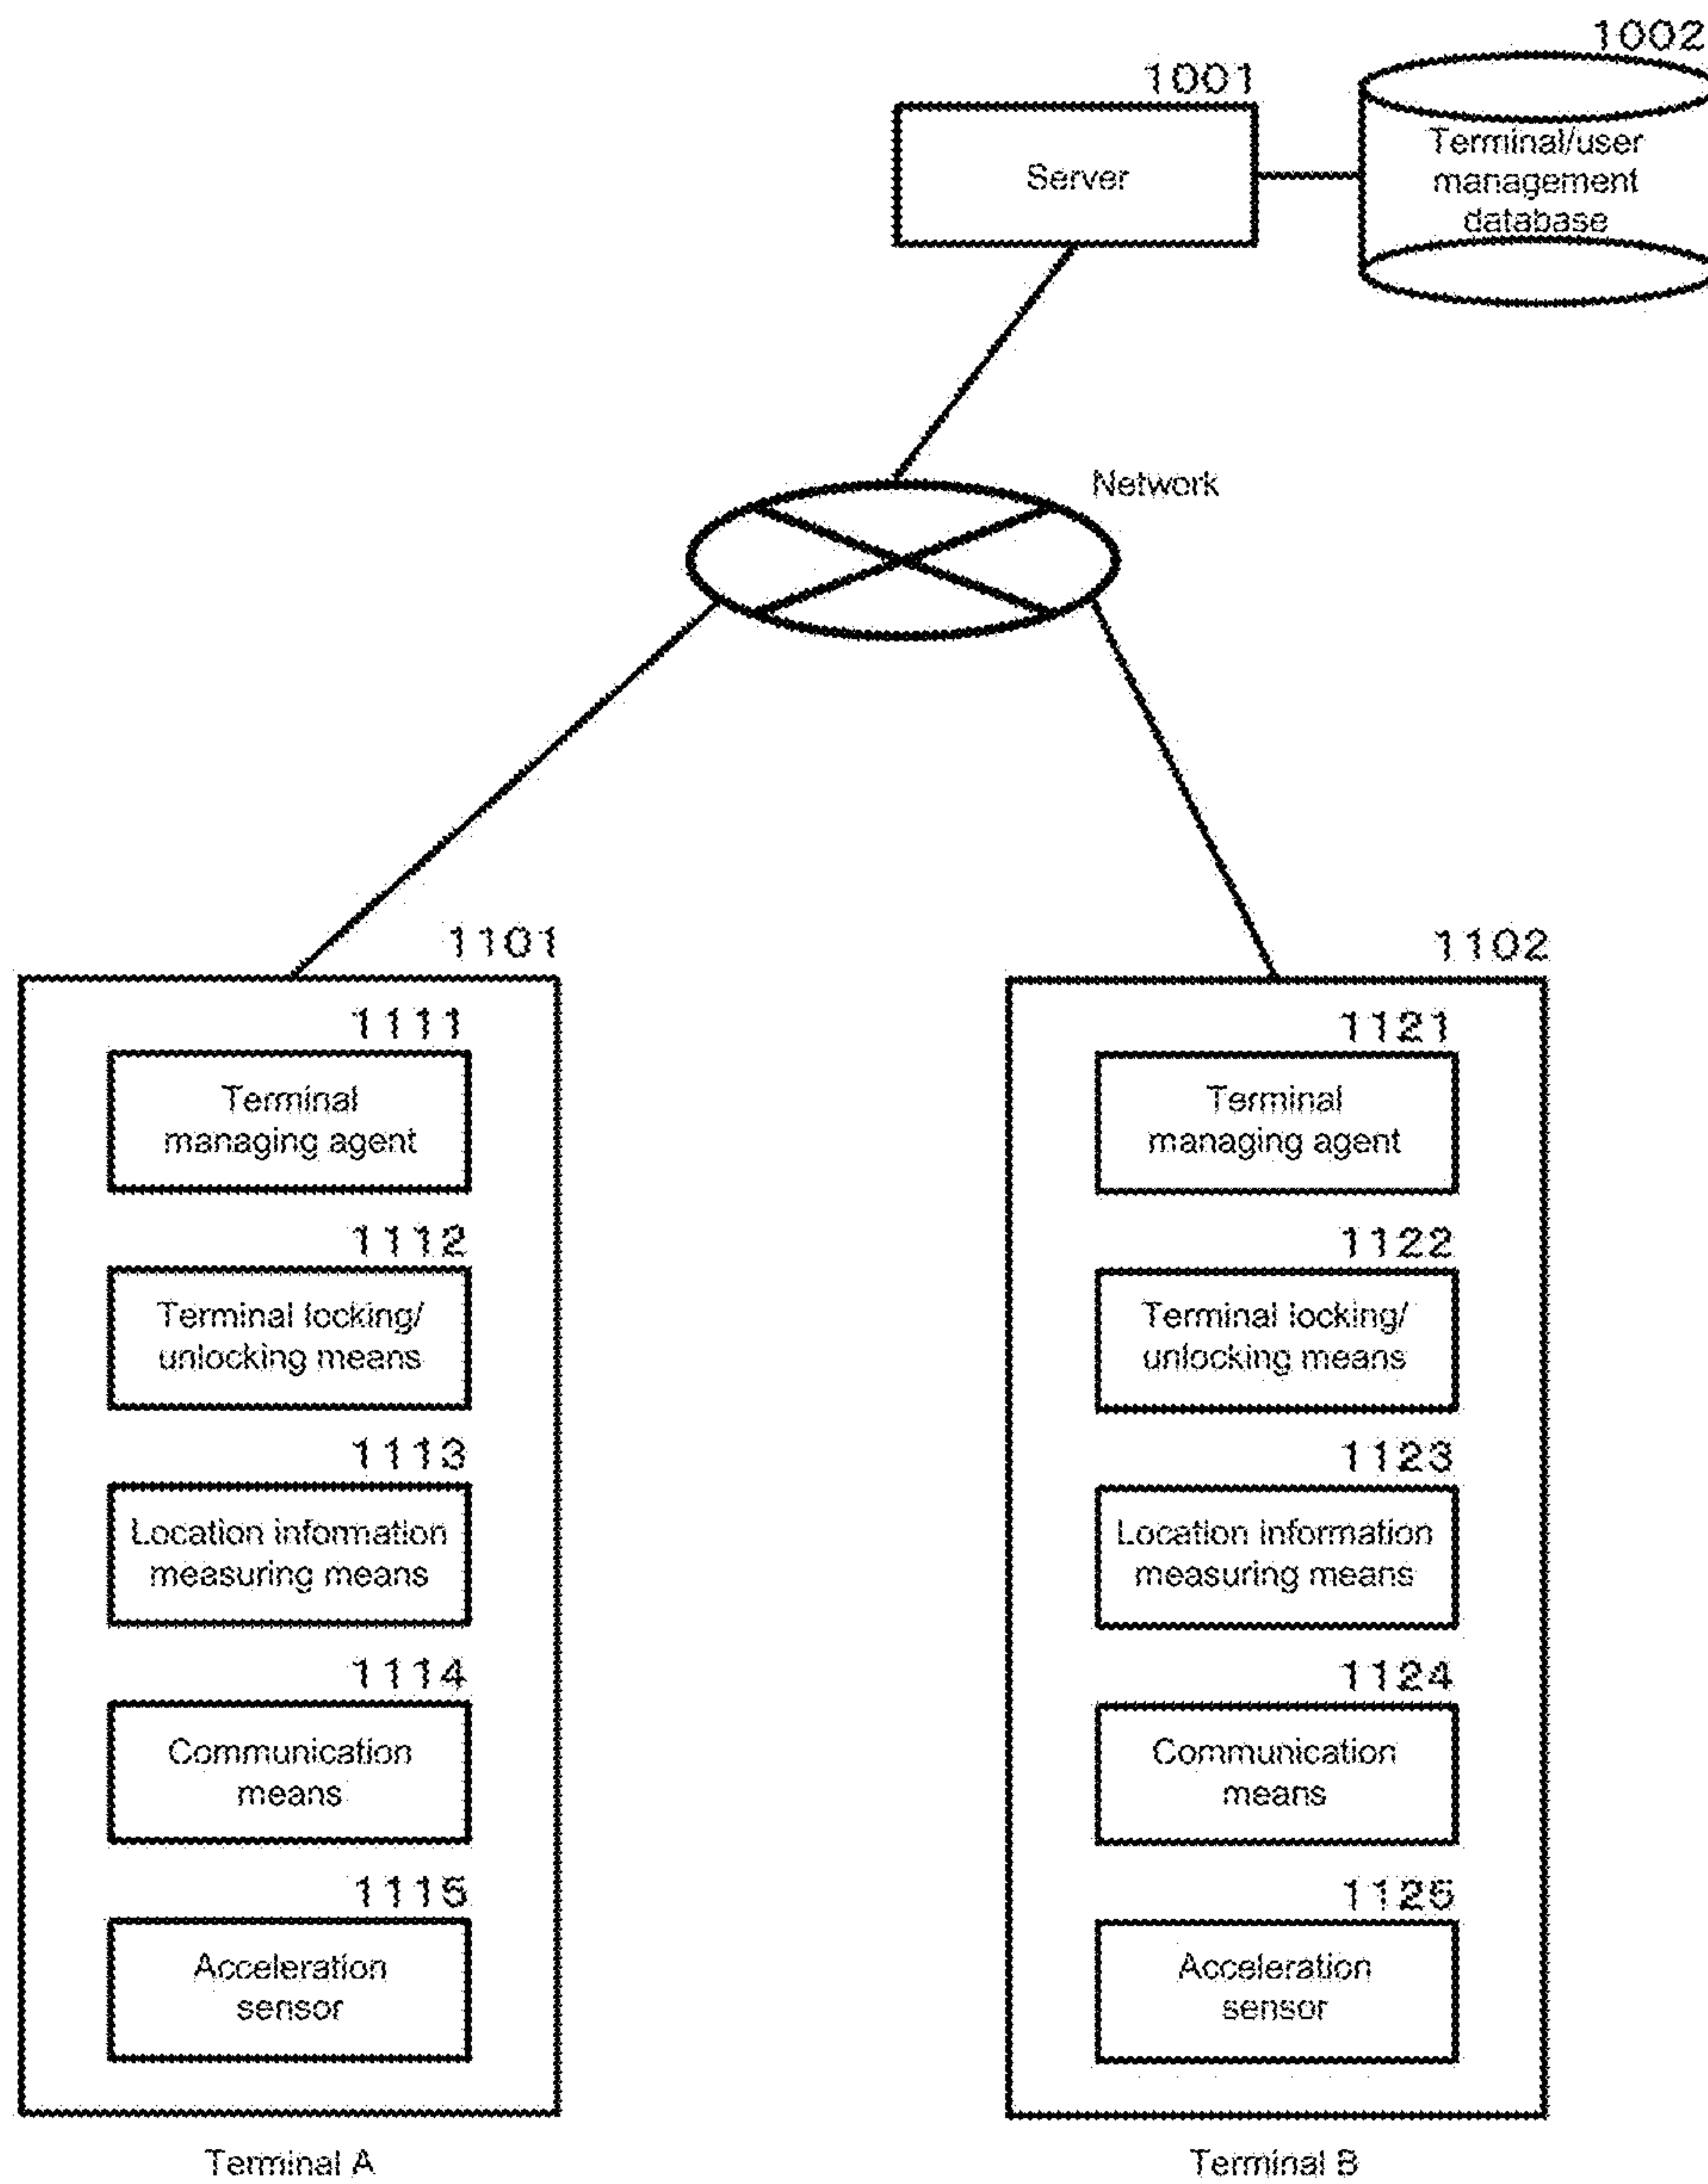 1002
1001
Server
Terminal/user
management
database
Network
1101
1111
Terminal
managing agent
1112
Terminal locking/
unlocking means
1113
Location information
measuring means
1114
Communication
means
1115
Acceleration
sensor
Terminal A
1102
1121
Terminal
managing agent
1122
Terminal locking/
unlocking means
1123
Location information
measuring means
1124
Communication
means
1125
Acceleration
sensor
Terminal B